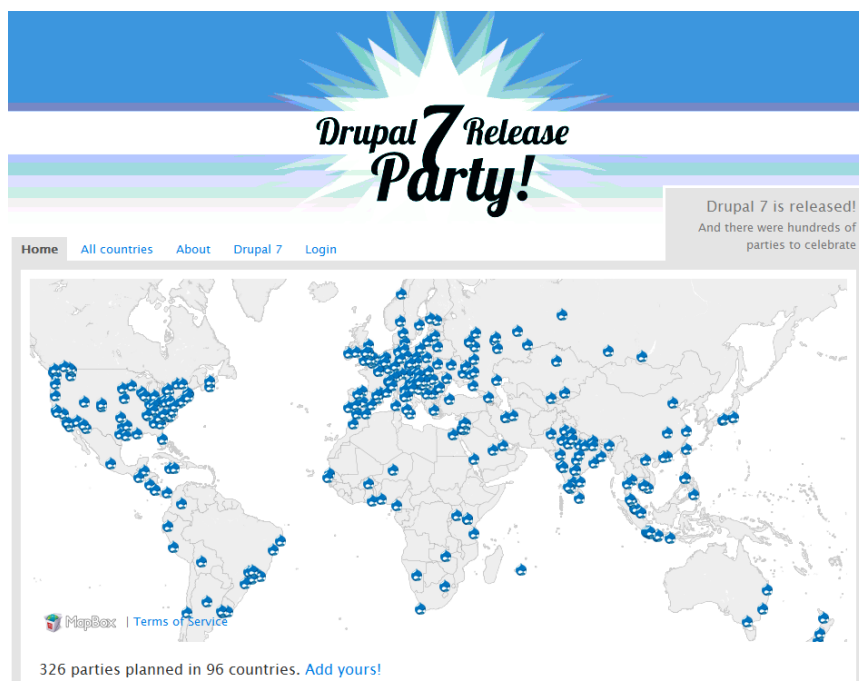 Drupal 7 Release
Party!
Drupal 7 is released!
And there were hundreds of
parties to celebrate
Home All countries About Drupal 7 Login
MapBox | Terms of Service
326 parties planned in 96 countries. Add yours!